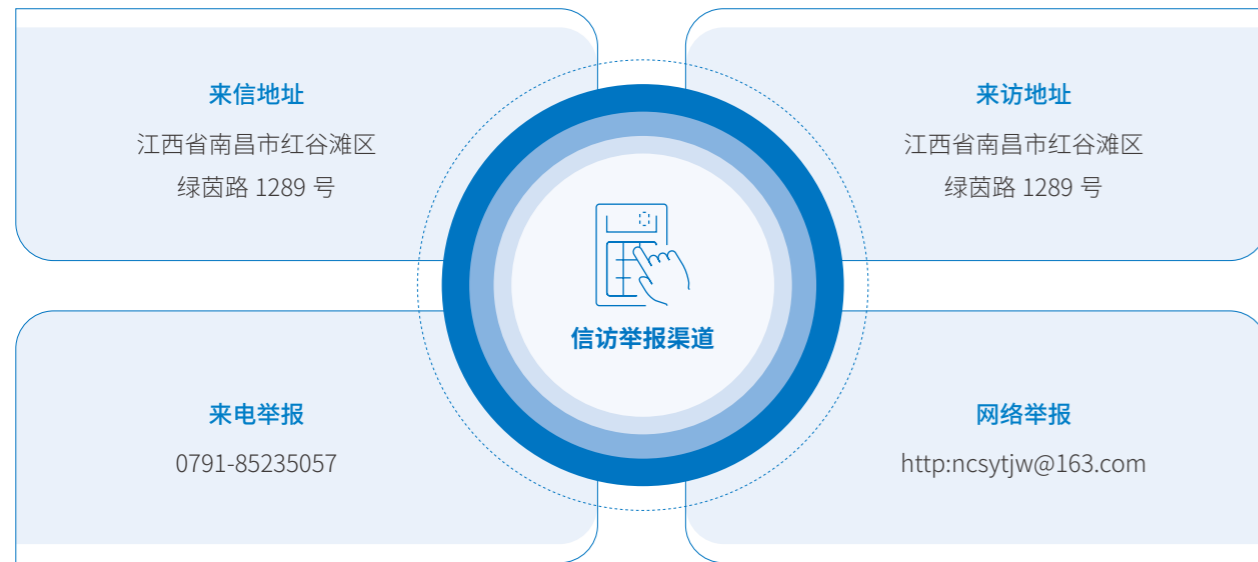 来信地址
江西省南昌市红谷滩区
绿茵路 1289 号
来访地址
江西省南昌市红谷滩区
绿茵路 1289 号
信访举报渠道
来电举报
0791-85235057
网络举报
http:ncsytjw@163.com